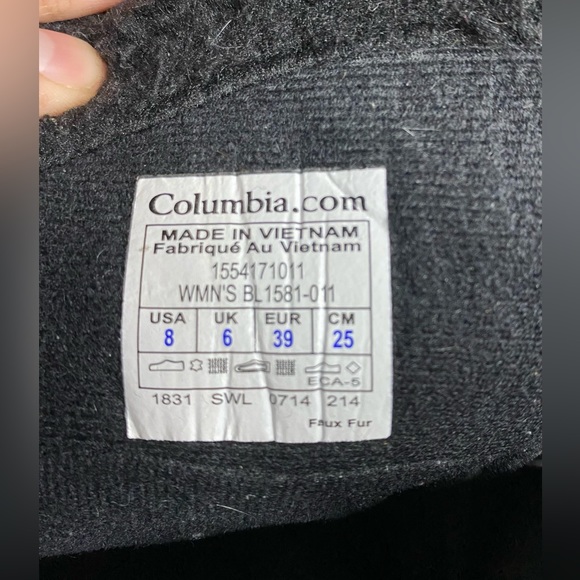 Columbia.com
MADE IN VIETNAM
Fabriqué Au Vietnam
1554171011
WMN'S BL1581-011
USA UK EUR CM
8 6 39 25
ECA-5
1831 SWL 0714 214
Faux Fur